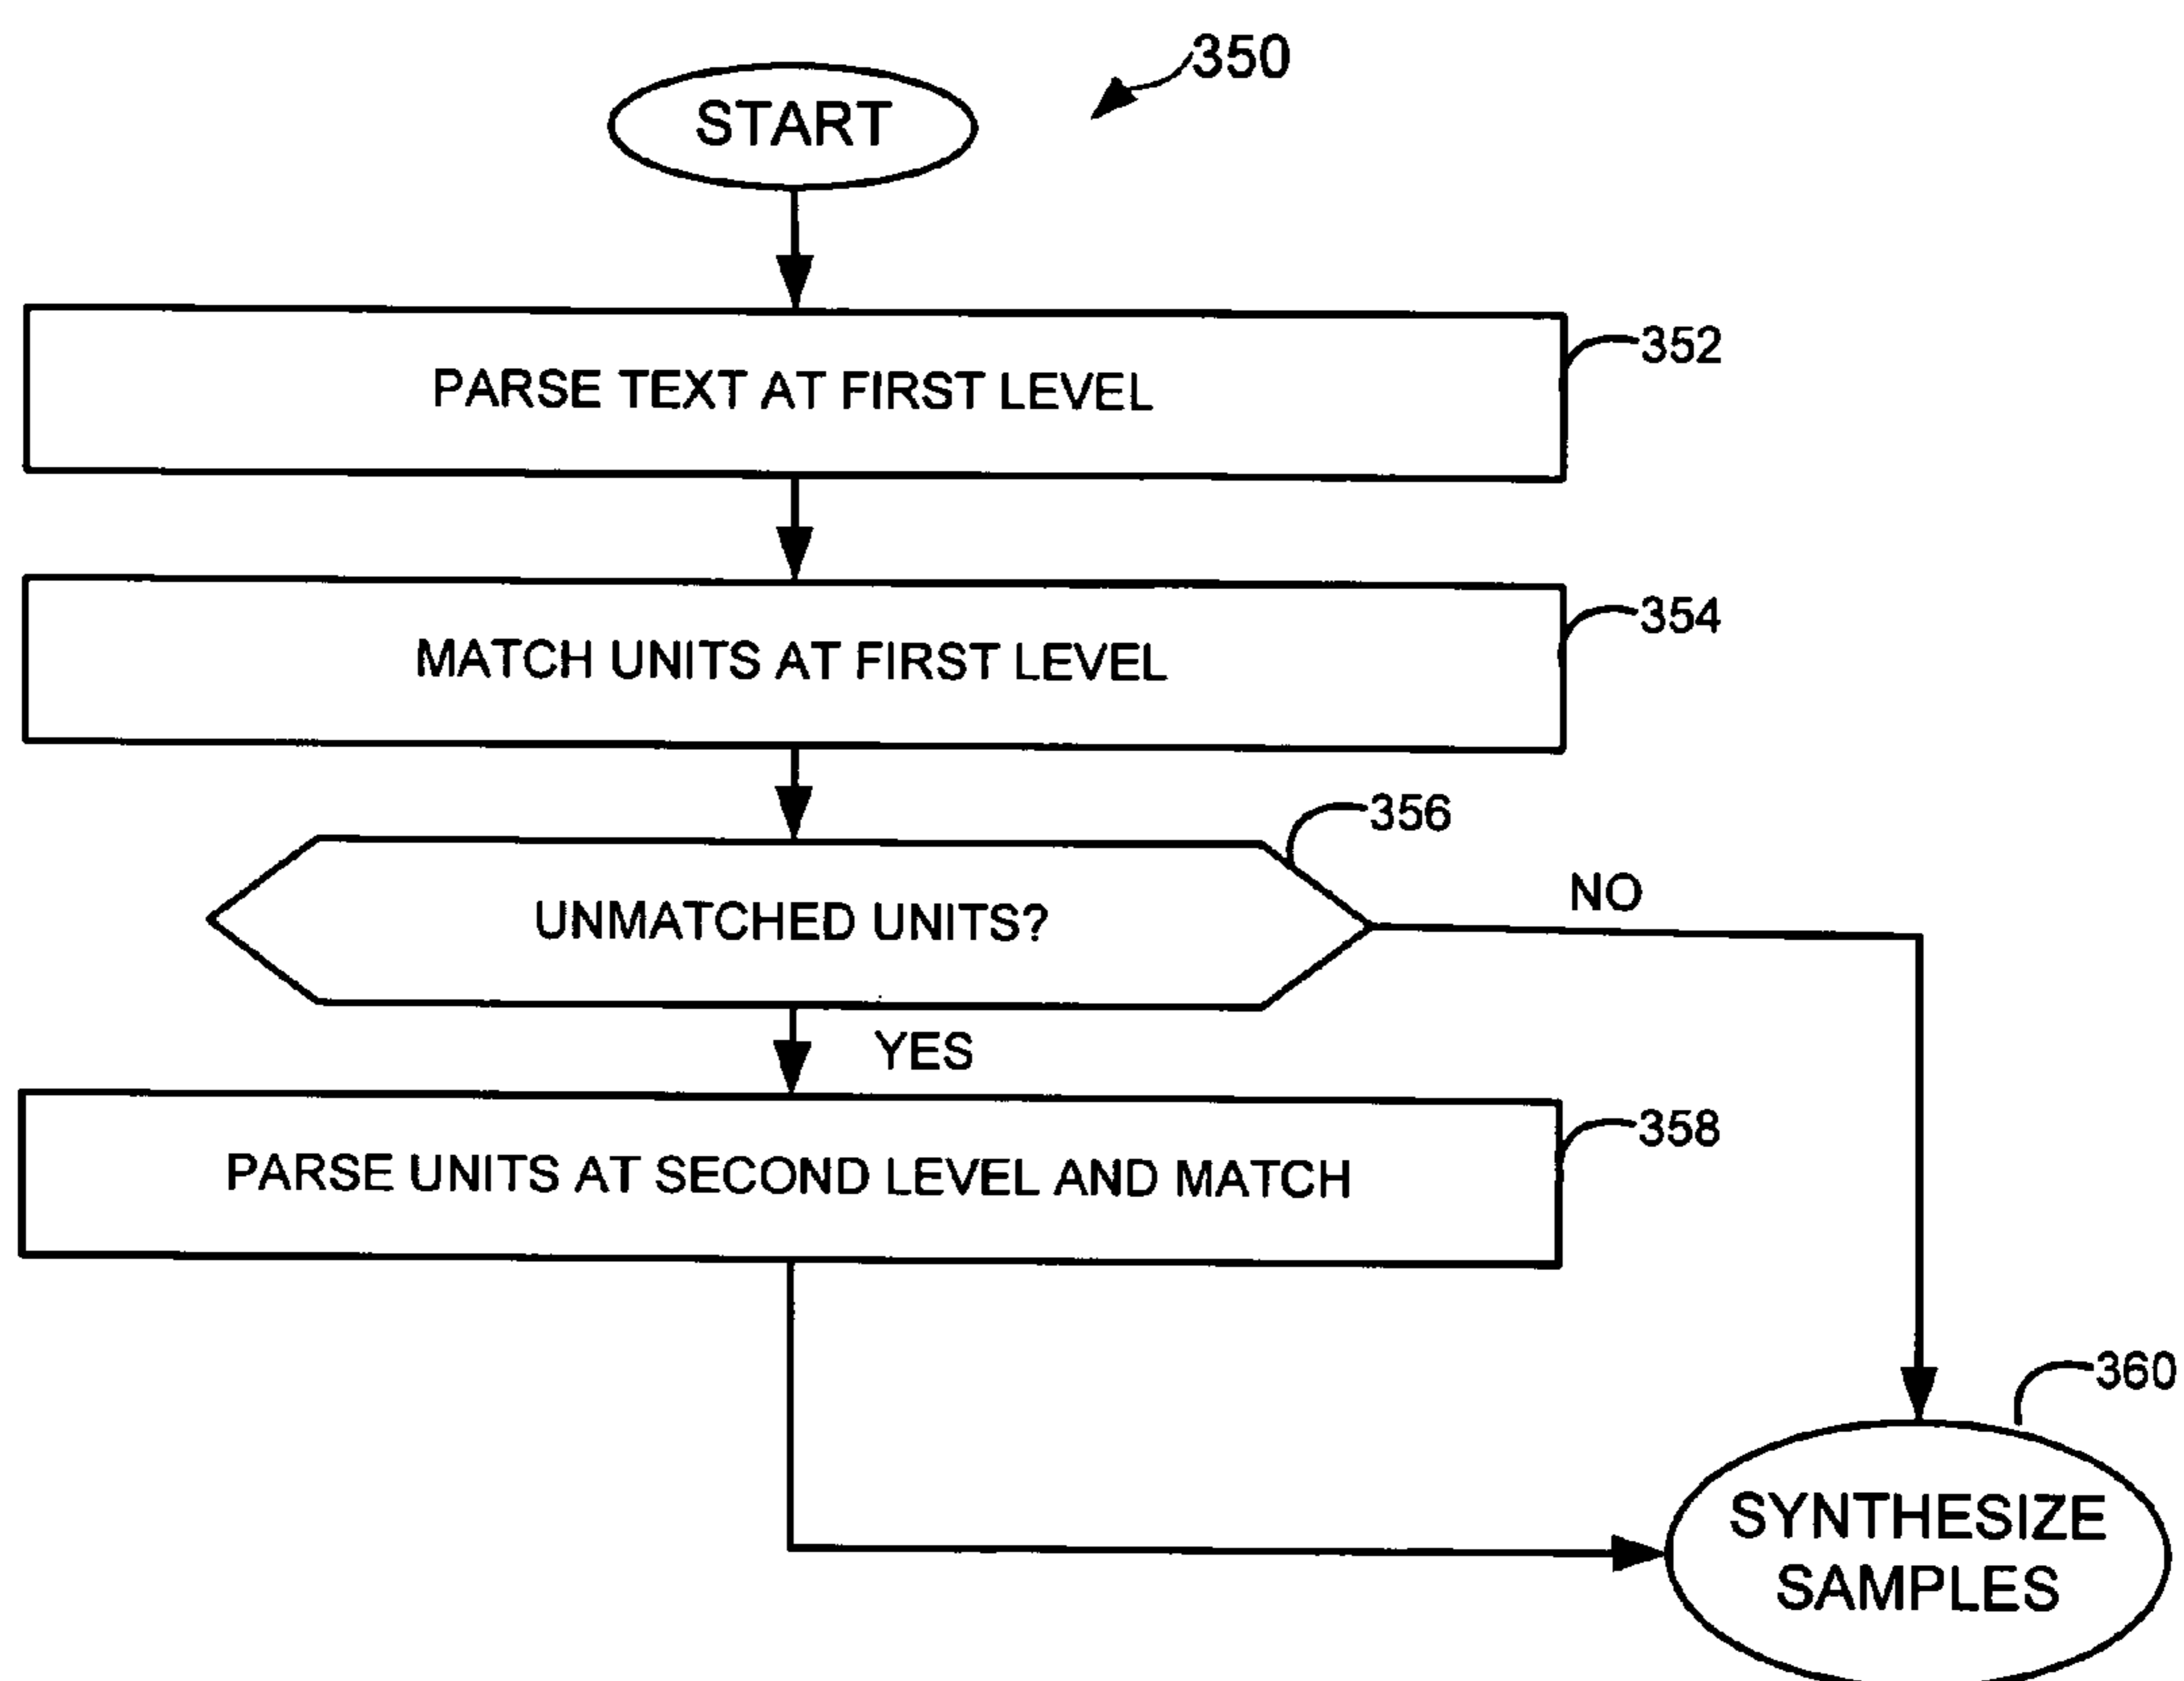 350
START
PARSE TEXT AT FIRST LEVEL
352
MATCH UNITS AT FIRST LEVEL
354
356
UNMATCHED UNITS?
NO
YES
PARSE UNITS AT SECOND LEVEL AND MATCH
358
360
SYNTHESIZE
SAMPLES